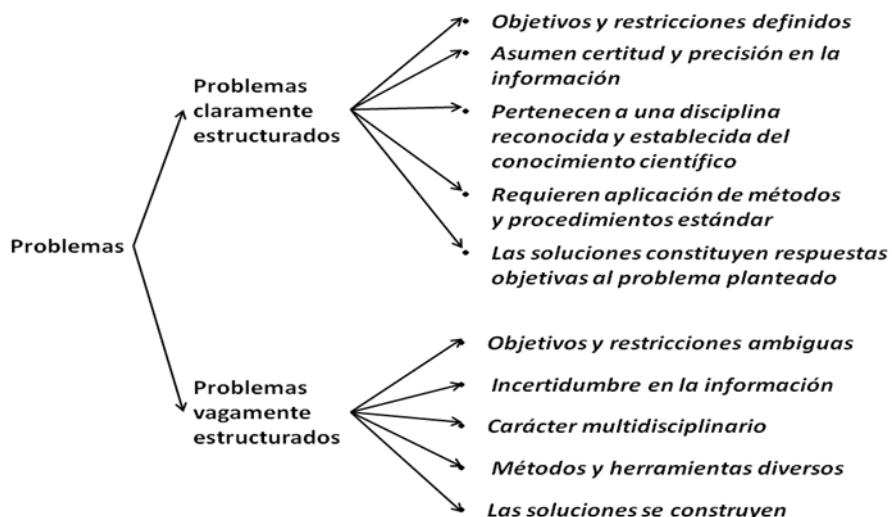 Problemas
Problemas
claramente
estructurados
Objetivos y restricciones definidos
Asumen certitud y precisión en la
información
Pertenecen a una disciplina
reconocida y establecida del
conocimiento científico
Requieren aplicación de métodos
y procedimientos estándar
Las soluciones constituyen respuestas
objetivas al problema planteado
Problemas
vagamente
estructurados
Objetivos y restricciones ambiguas
Incertidumbre en la información
Carácter multidisciplinario
Métodos y herramientas diversos
Las soluciones se construyen